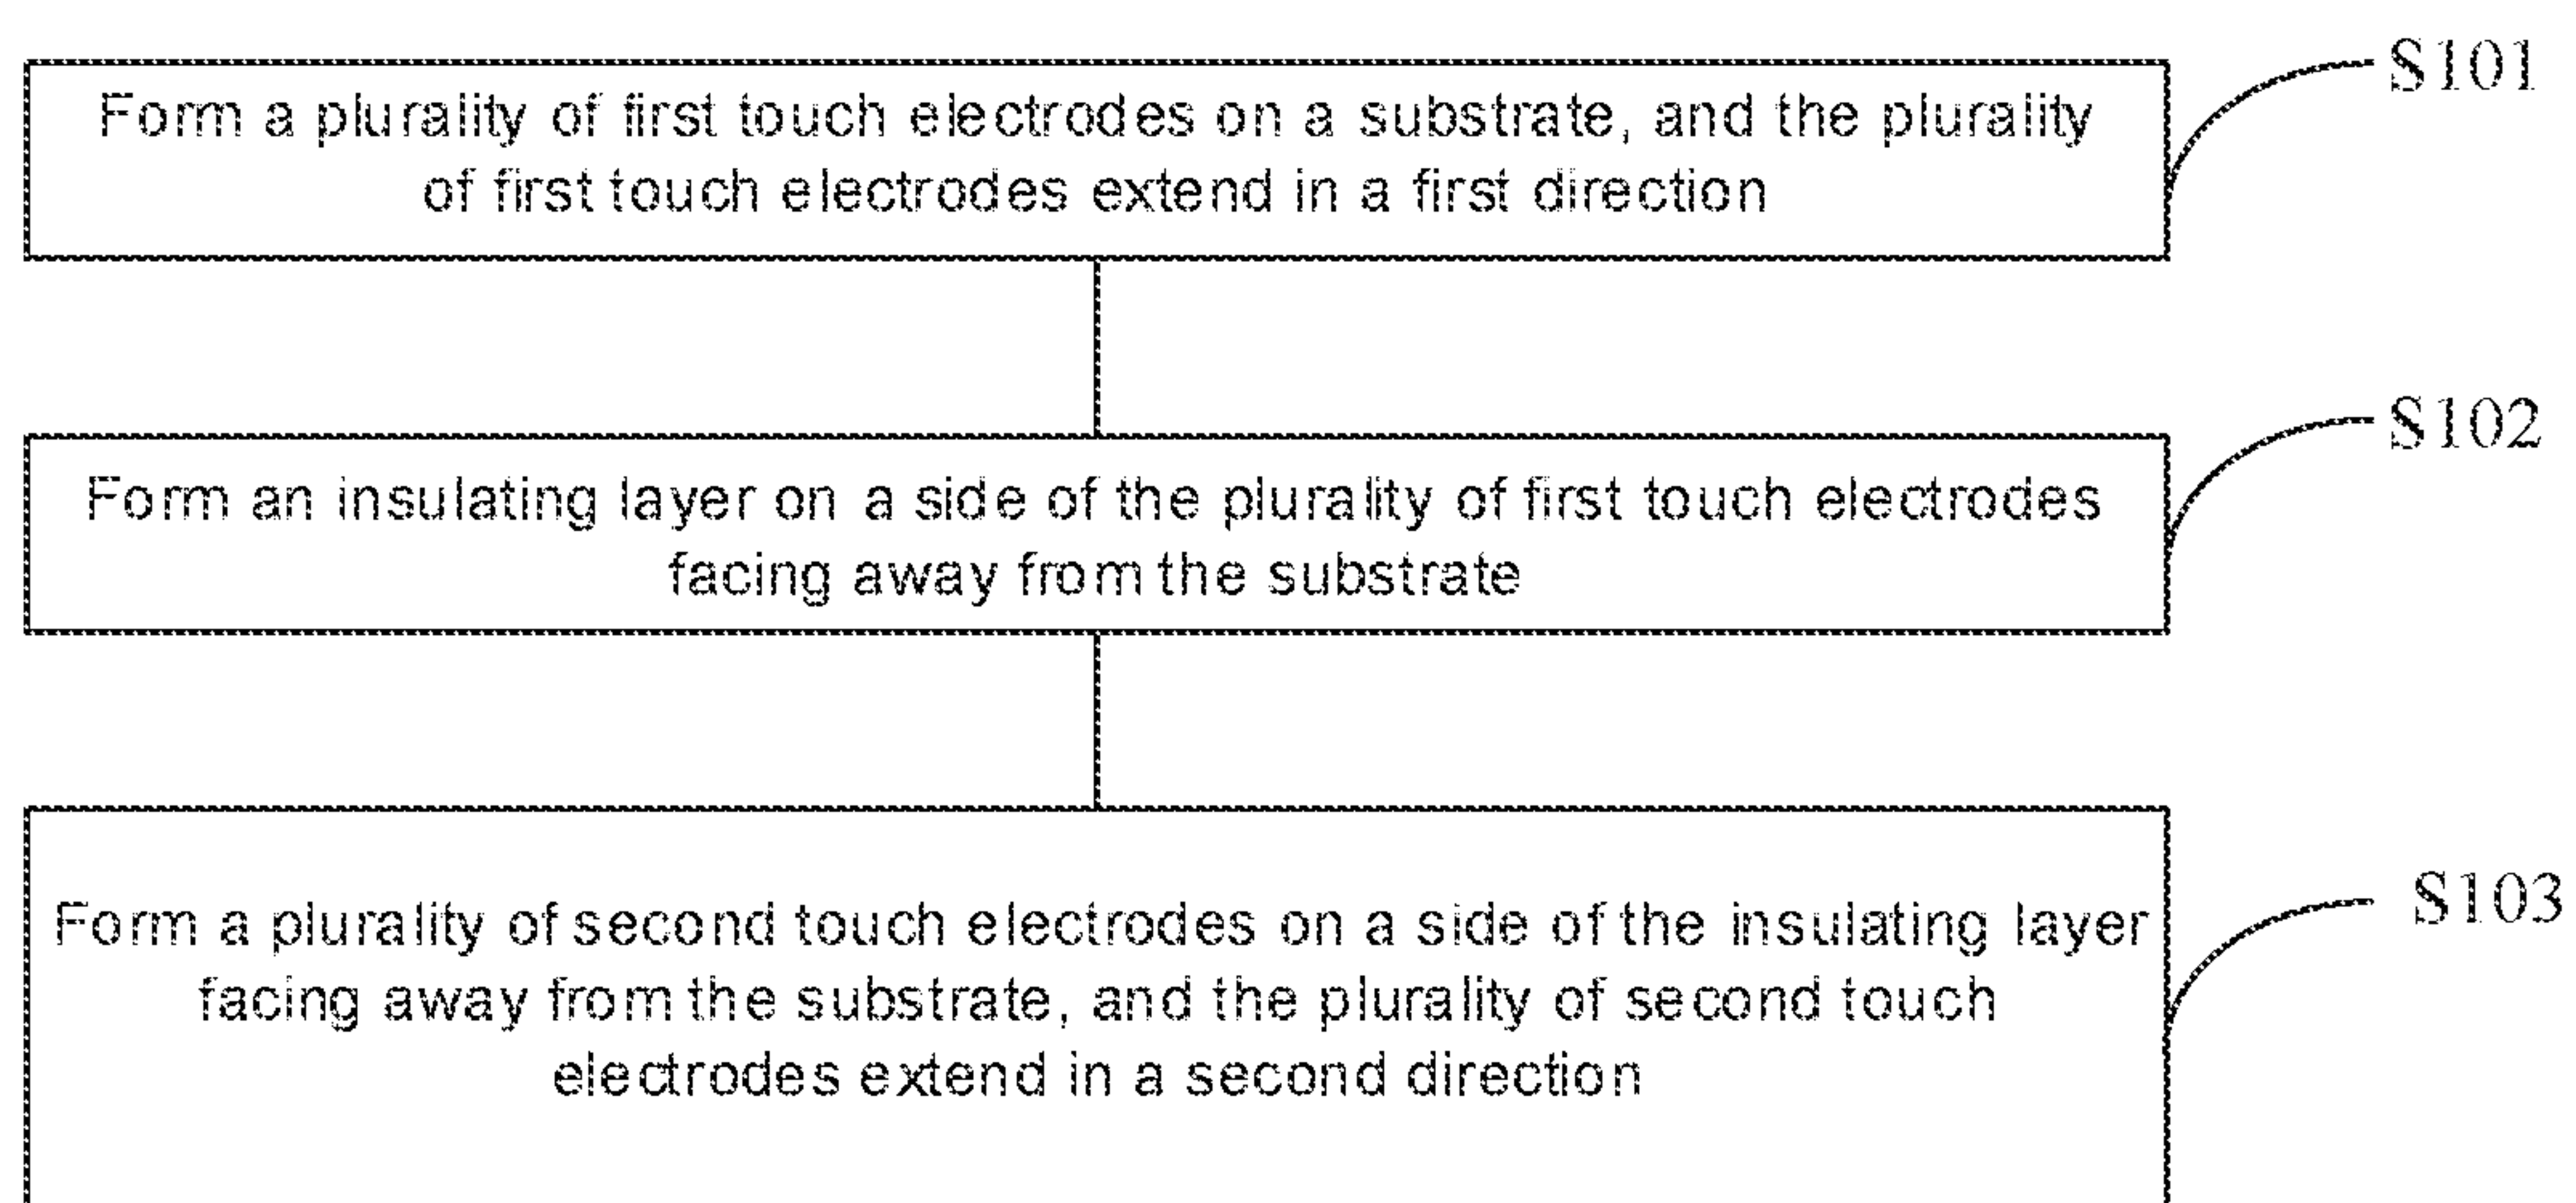 S101
Form a plurality of first touch electrodes on a substrate, and the plurality
of first touch electrodes extend in a first direction
S102
Form an insulating layer on a side of the plurality of first touch electrodes
facing away from the substrate
S103
Form a plurality of second touch electrodes on a side of the insulating layer
facing away from the substrate, and the plurality of second touch
electrodes extend in a second direction